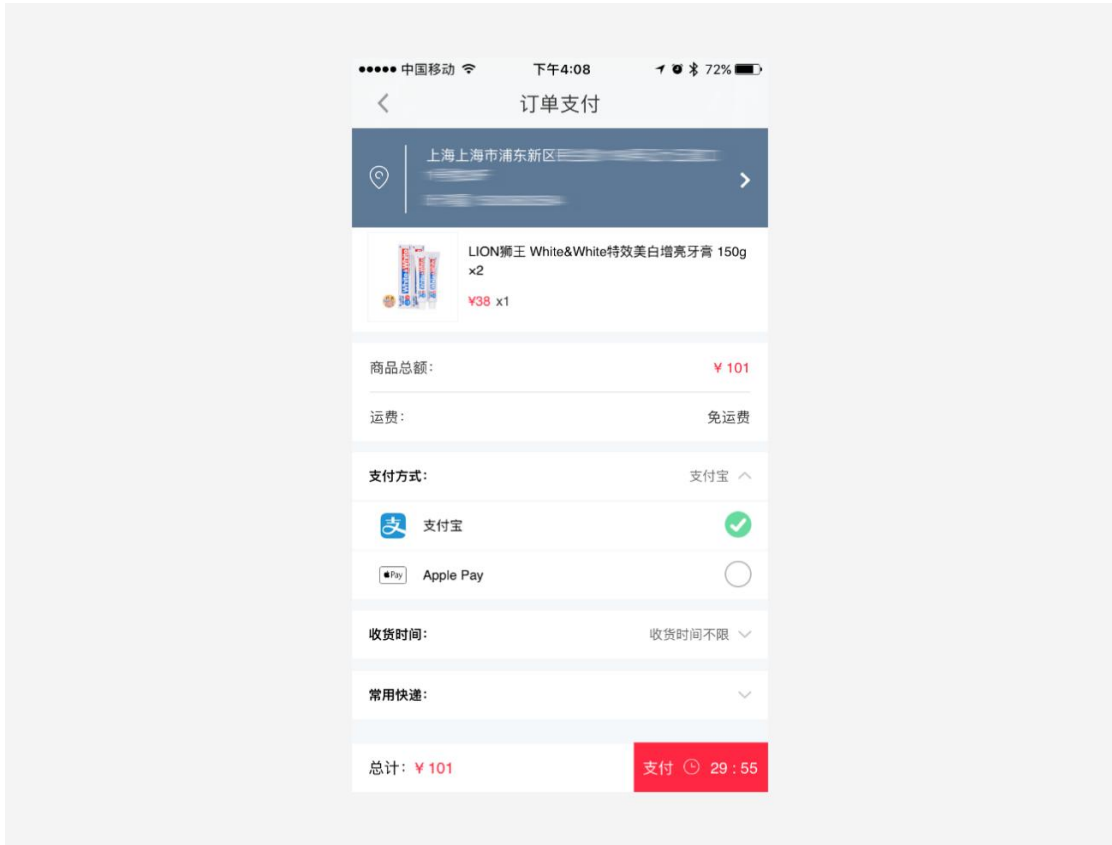 中国移动 下午4:08 72%
订单支付
上海上海市浦东新区
LION狮王 White&White特效美白增亮牙膏 150g
×2
¥38 x1
商品总额: ¥ 101
运费: 免运费
支付方式: 支付宝
支 支付宝
Pay Apple Pay
收货时间: 收货时间不限
常用快递:
总计: ¥ 101 支付 29 : 55